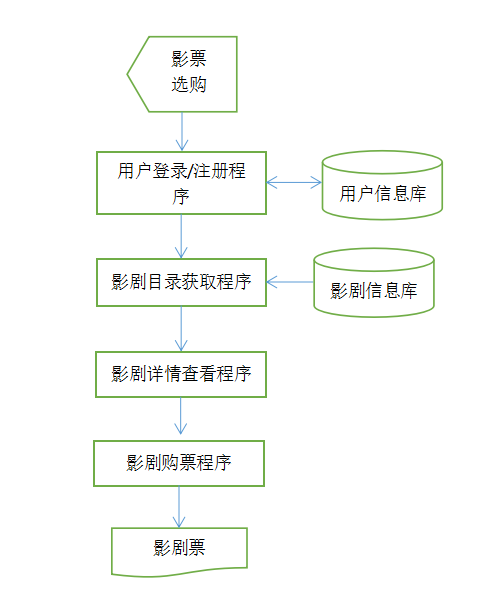 影票
选购
用户登录/注册程
序
用户信息库
影剧目录获取程序
影剧信息库
影剧详情查看程序
影剧购票程序
影剧票